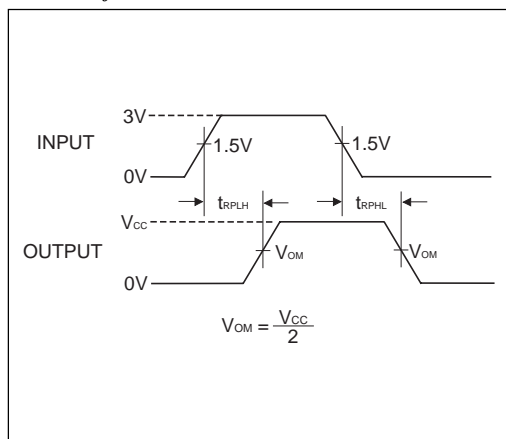 3V
INPUT
1.5V
1.5V
0V
tRPLH
tRPHL
VCC
OUTPUT
VOM
VOM
0V
VOM = VCC
2